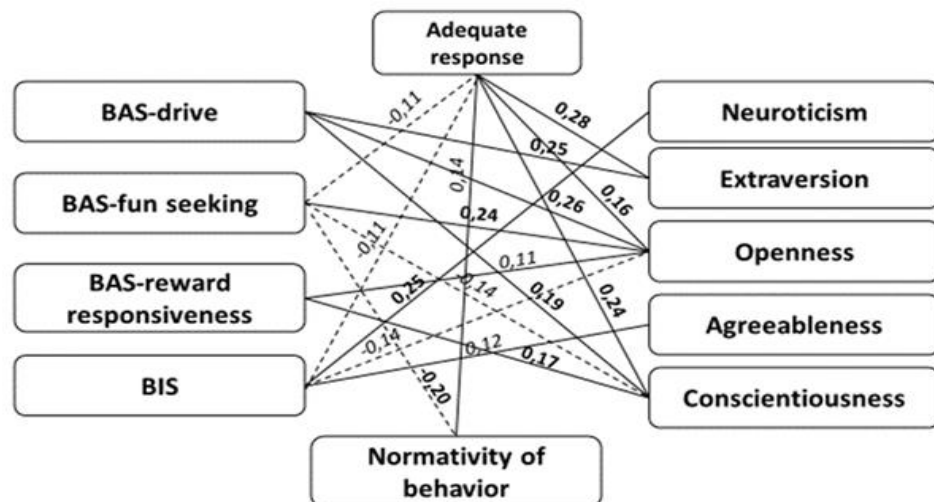 Adequate
response
BAS-drive
Neuroticism
-0,11
0,28
0,25
Extraversion
0,14
BAS-fun seeking
0,16
0,24
0,26
-0,11
Openness
BAS-reward
responsiveness
0,11
0,25
-0,14
0,19
0,24
Agreeableness
-0,14
0,12
0,17
BIS
-0,20
Conscientiousness
Normativity of
behavior